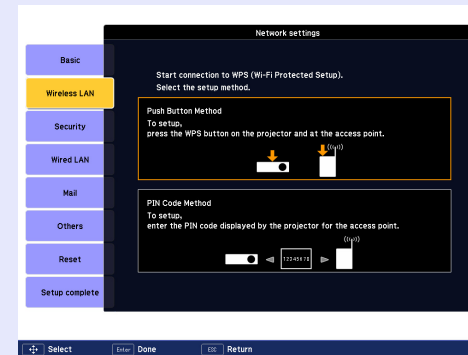 Network settings
Basic
Wireless LAN
Security
Wired LAN
Mail
Others
Reset
Setup complete
Start connection to WPS (Wi-Fi Protected Setup).
Select the setup method.
Push Button Method
To setup,
press the WPS button on the projector and at the access point.
PIN Code Method
To setup,
enter the PIN code displayed by the projector for the access point.
12245678
Select
Enter Done
ESC Return